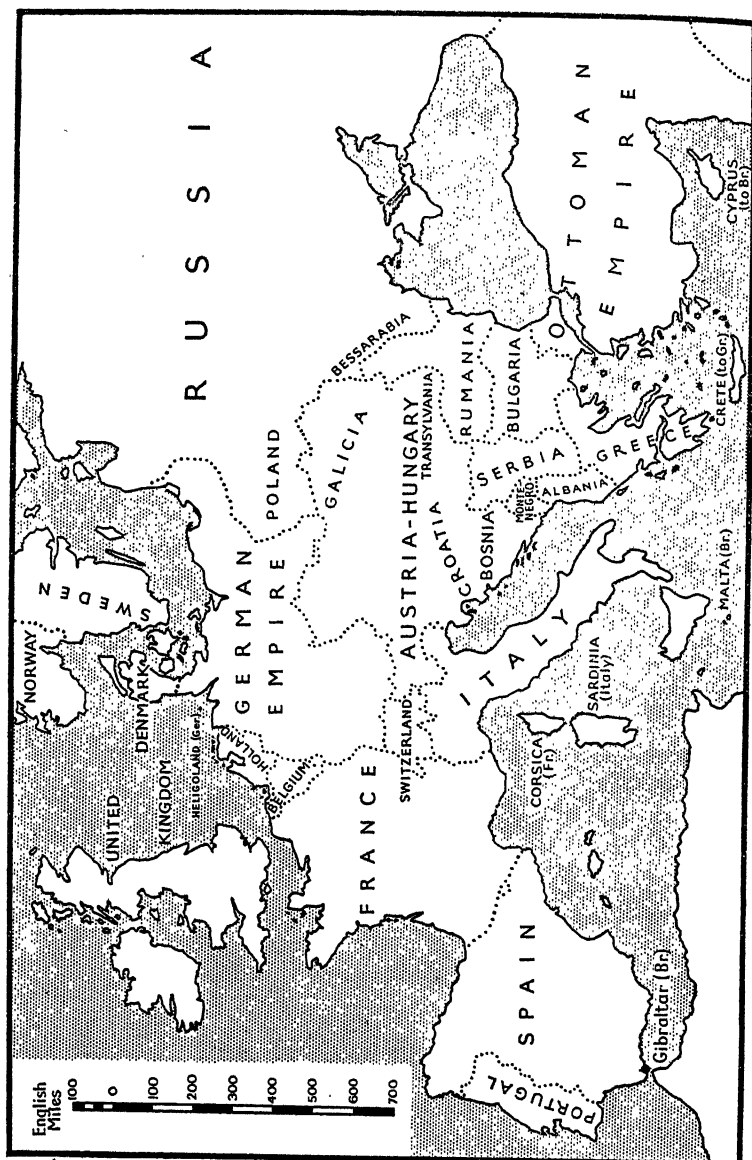 English
Miles
100
0
100
200
300
400
500
600
700
NORWAY
SWEDEN
RUSSIA
UNITED
KINGDOM
DENMARK
HELIGOLAND (Ger.)
HOLLAND
BELGIUM
GERMAN
EMPIRE
POLAND
GALICIA
BESSARABIA
FRANCE
SWITZERLAND
AUSTRIA-HUNGARY
TRANSYLVANIA
CROATIA
BOSNIA
RUMANIA
BULGARIA
SERBIA
MONTE-
NEGRO
ALBANIA
GREECE
ITALY
OTTOMAN
EMPIRE
PORTUGAL
SPAIN
CORSICA
(Fr.)
SARDINIA
(Italy)
Gibraltar (Br.)
MALTA (Br.)
CRETE (to Gr.)
CYPRUS
(to Br.)